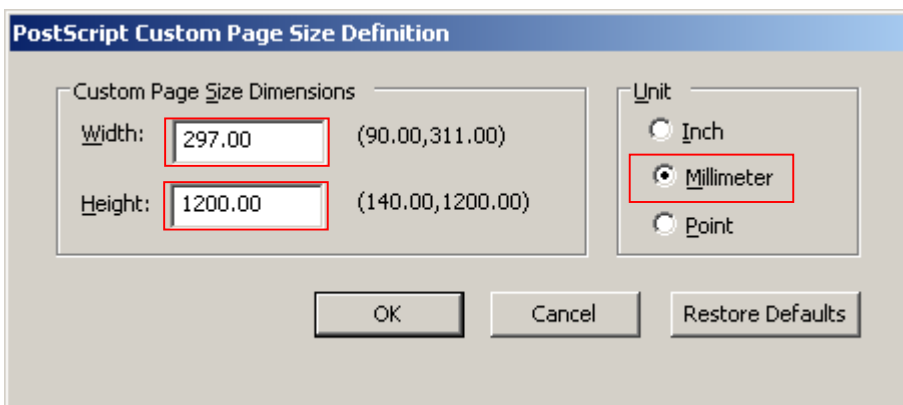 PostScript Custom Page Size Definition
Custom Page Size Dimensions
Width: 297.00 (90.00,311.00)
Height: 1200.00 (140.00,1200.00)
Unit
Inch
Millimeter
Point
OK Cancel Restore Defaults